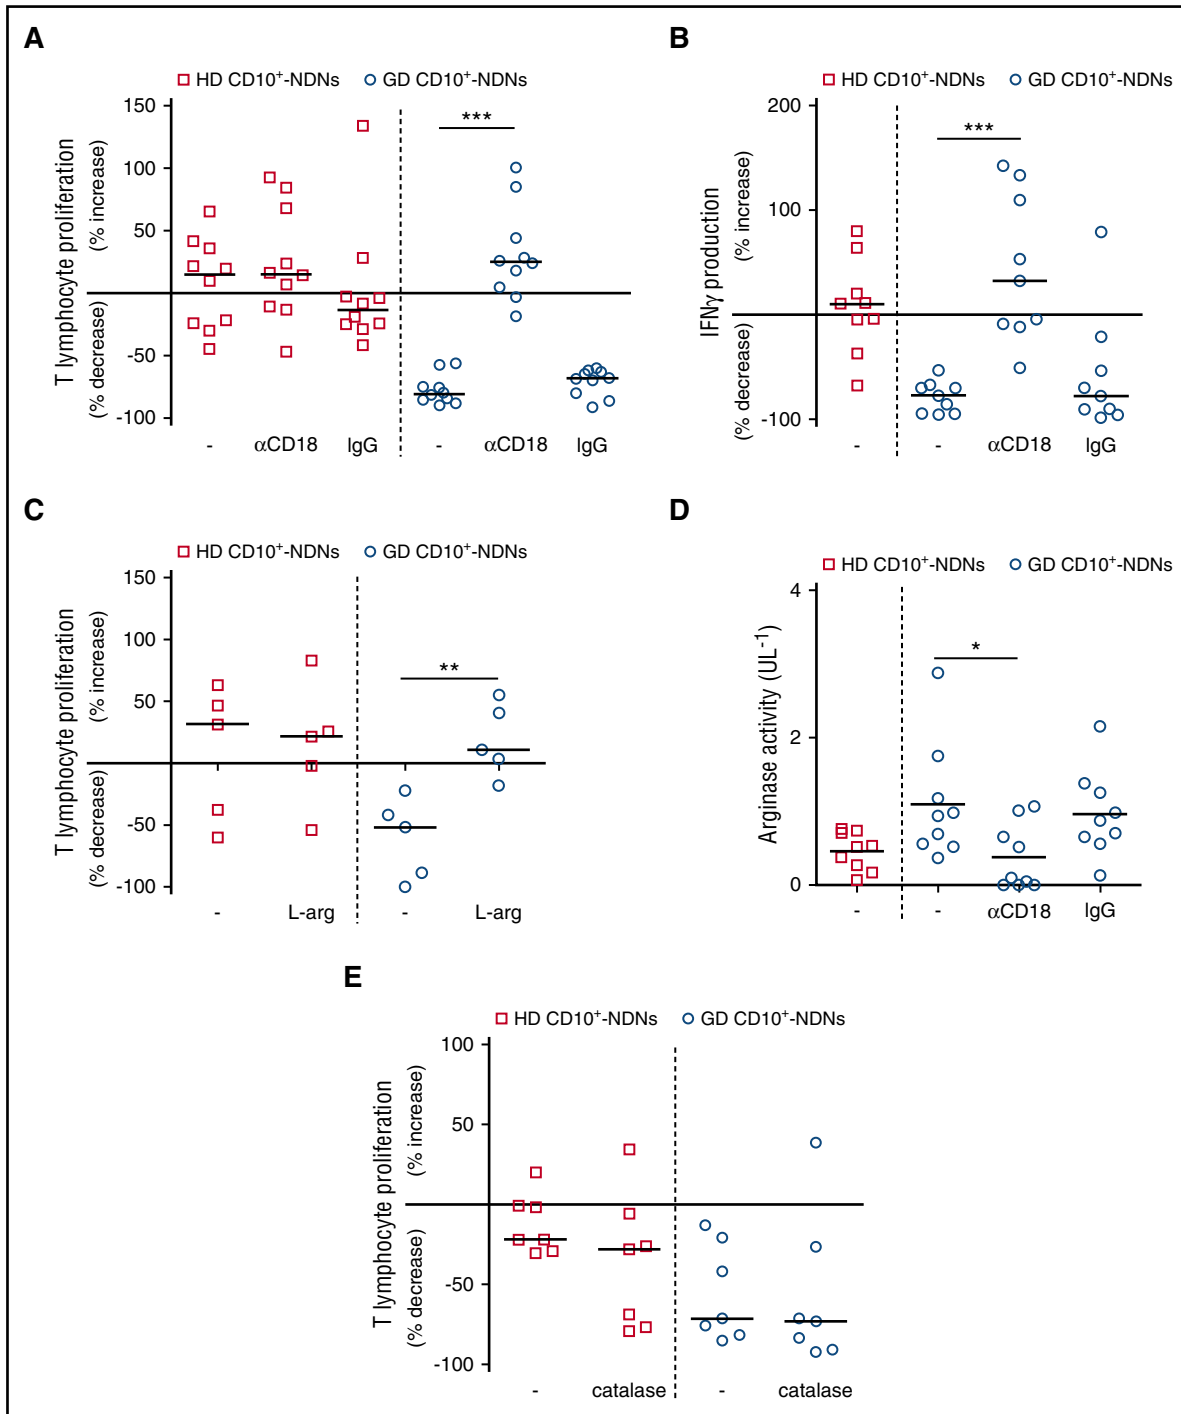 A
HD CD10⁺-NDNs GD CD10⁺-NDNs
T lymphocyte proliferation
(% decrease) (% increase)
150
100
50
0
-50
-100
***
- αCD18 IgG - αCD18 IgG
B
HD CD10⁺-NDNs GD CD10⁺-NDNs
IFNγ production
(% decrease) (% increase)
200
100
-100
***
- - αCD18 IgG
C
HD CD10⁺-NDNs GD CD10⁺-NDNs
T lymphocyte proliferation
(% decrease) (% increase)
150
100
50
-50
-100
**
- L-arg - L-arg
D
HD CD10⁺-NDNs GD CD10⁺-NDNs
Arginase activity (UL⁻¹)
4
2
0
*
- - αCD18 IgG
E
HD CD10⁺-NDNs GD CD10⁺-NDNs
T lymphocyte proliferation
(% decrease) (% increase)
100
50
-50
-100
- catalase - catalase